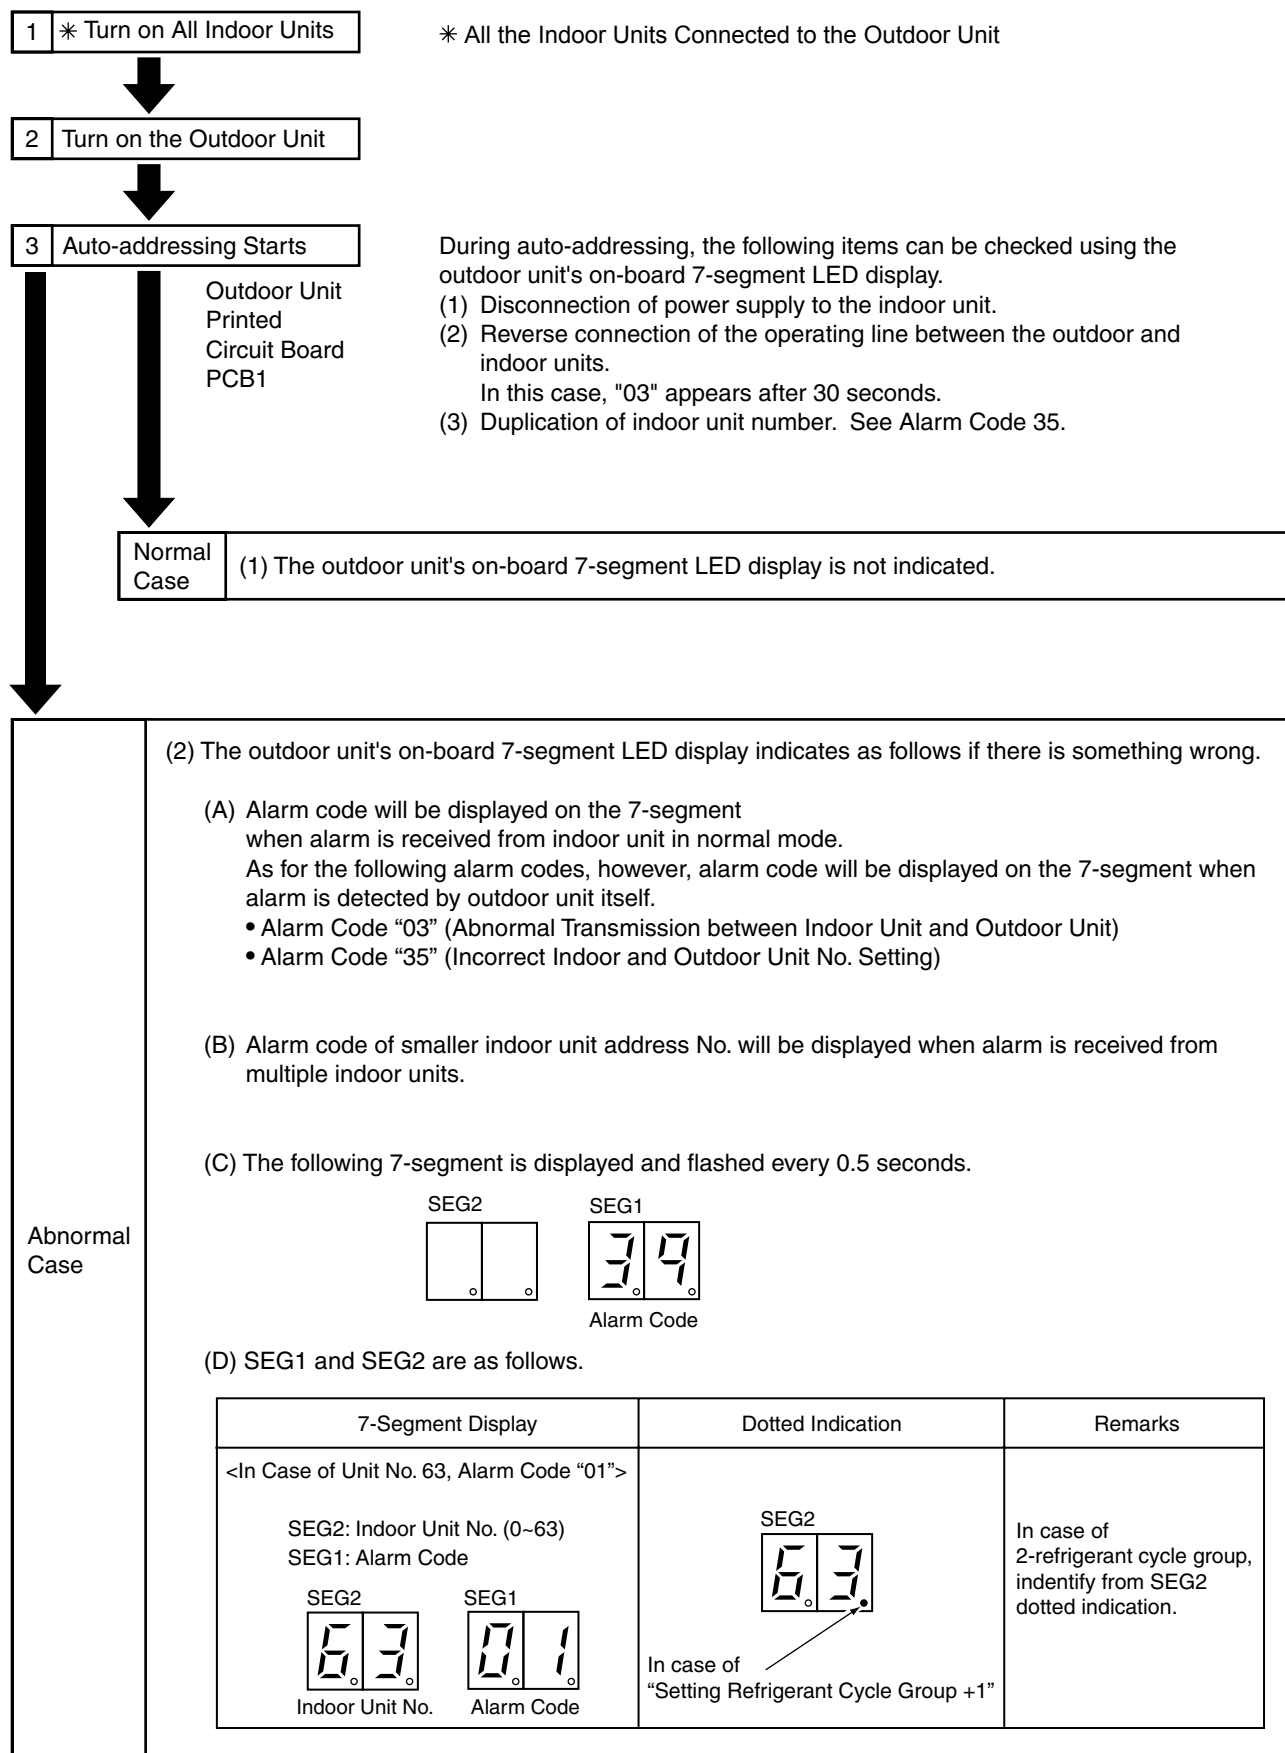 1 ✳ Turn on All Indoor Units
✳ All the Indoor Units Connected to the Outdoor Unit
2 Turn on the Outdoor Unit
3 Auto-addressing Starts
Outdoor Unit
Printed
Circuit Board
PCB1
During auto-addressing, the following items can be checked using the
outdoor unit's on-board 7-segment LED display.
(1) Disconnection of power supply to the indoor unit.
(2) Reverse connection of the operating line between the outdoor and
indoor units.
In this case, "03" appears after 30 seconds.
(3) Duplication of indoor unit number. See Alarm Code 35.
Normal
Case
(1) The outdoor unit's on-board 7-segment LED display is not indicated.
Abnormal
Case
(2) The outdoor unit's on-board 7-segment LED display indicates as follows if there is something wrong.
(A) Alarm code will be displayed on the 7-segment
when alarm is received from indoor unit in normal mode.
As for the following alarm codes, however, alarm code will be displayed on the 7-segment when
alarm is detected by outdoor unit itself.
• Alarm Code “03” (Abnormal Transmission between Indoor Unit and Outdoor Unit)
• Alarm Code “35” (Incorrect Indoor and Outdoor Unit No. Setting)
(B) Alarm code of smaller indoor unit address No. will be displayed when alarm is received from
multiple indoor units.
(C) The following 7-segment is displayed and flashed every 0.5 seconds.
SEG2 SEG1
39
Alarm Code
(D) SEG1 and SEG2 are as follows.
7-Segment Display Dotted Indication Remarks
<In Case of Unit No. 63, Alarm Code “01”>
SEG2: Indoor Unit No. (0~63)
SEG1: Alarm Code
SEG2 SEG1
63 01
Indoor Unit No. Alarm Code
SEG2
63
In case of
“Setting Refrigerant Cycle Group +1”
In case of
2-refrigerant cycle group,
indentify from SEG2
dotted indication.